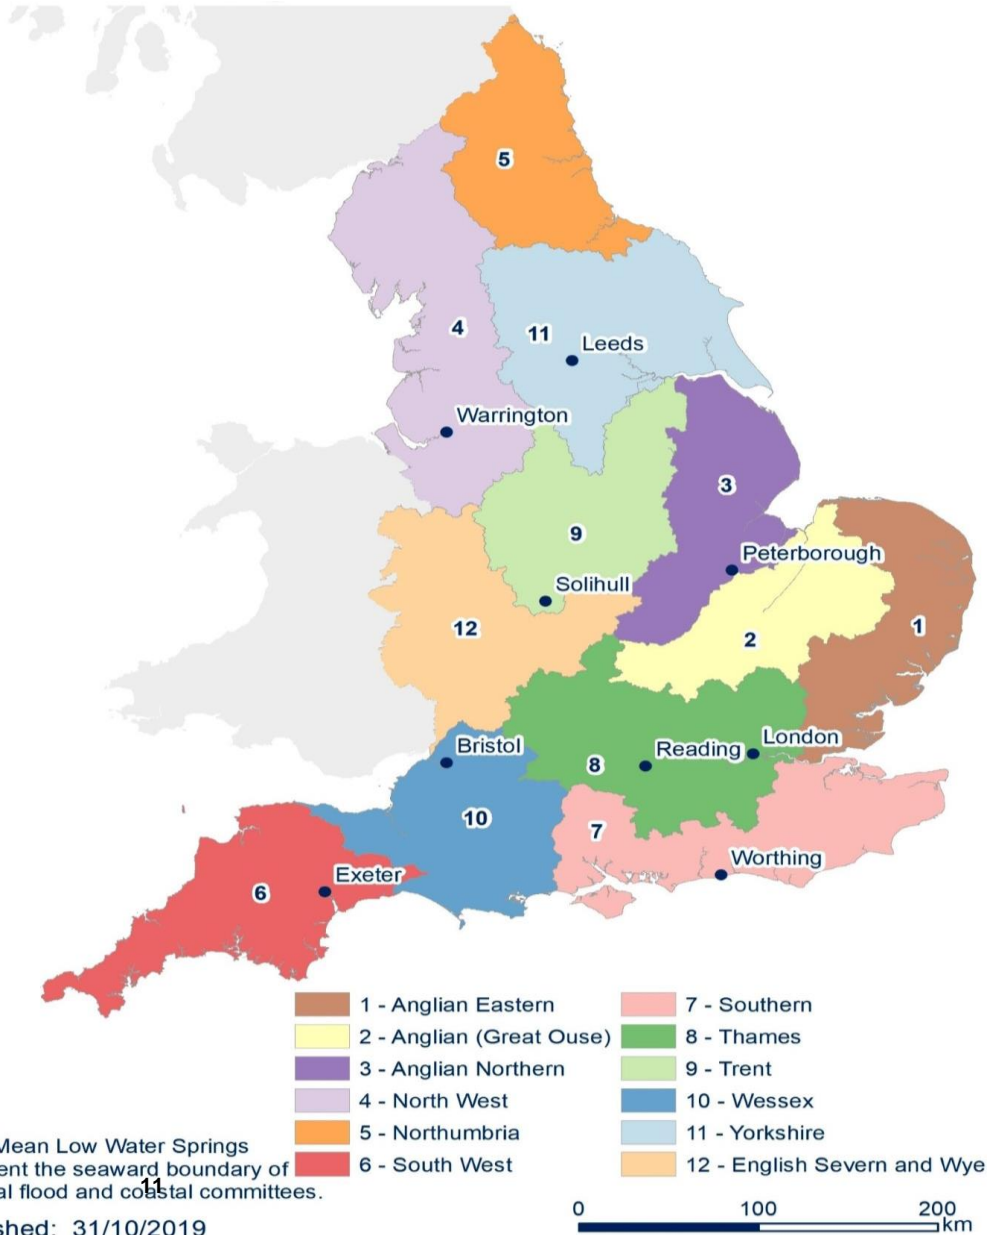 5
4
11
Leeds
Warrington
3
9
Peterborough
Solihull
12
2
1
Bristol
London
Reading
8
10
7
Worthing
Exeter
6
1 - Anglian Eastern
2 - Anglian (Great Ouse)
3 - Anglian Northern
4 - North West
5 - Northumbria
6 - South West
7 - Southern
8 - Thames
9 - Trent
10 - Wessex
11 - Yorkshire
12 - English Severn and Wye
Mean Low Water Springs
ent the seaward boundary of
al flood and coastal committees.
11
shed: 31/10/2019
0 100 200
km